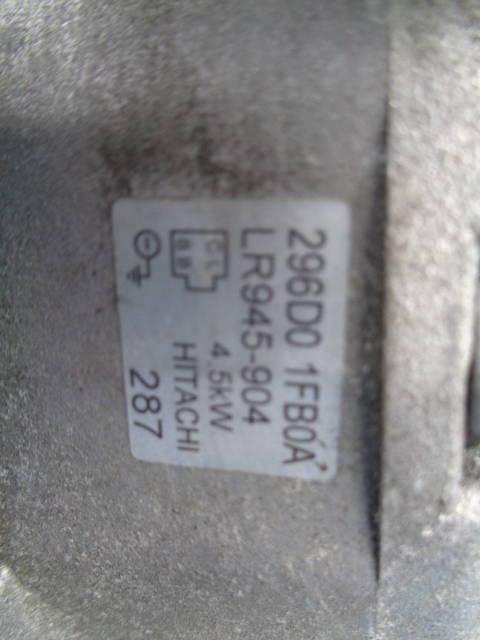 296D0 1FB0A
LR945-904
C L
4.5kW
HITACHI
287